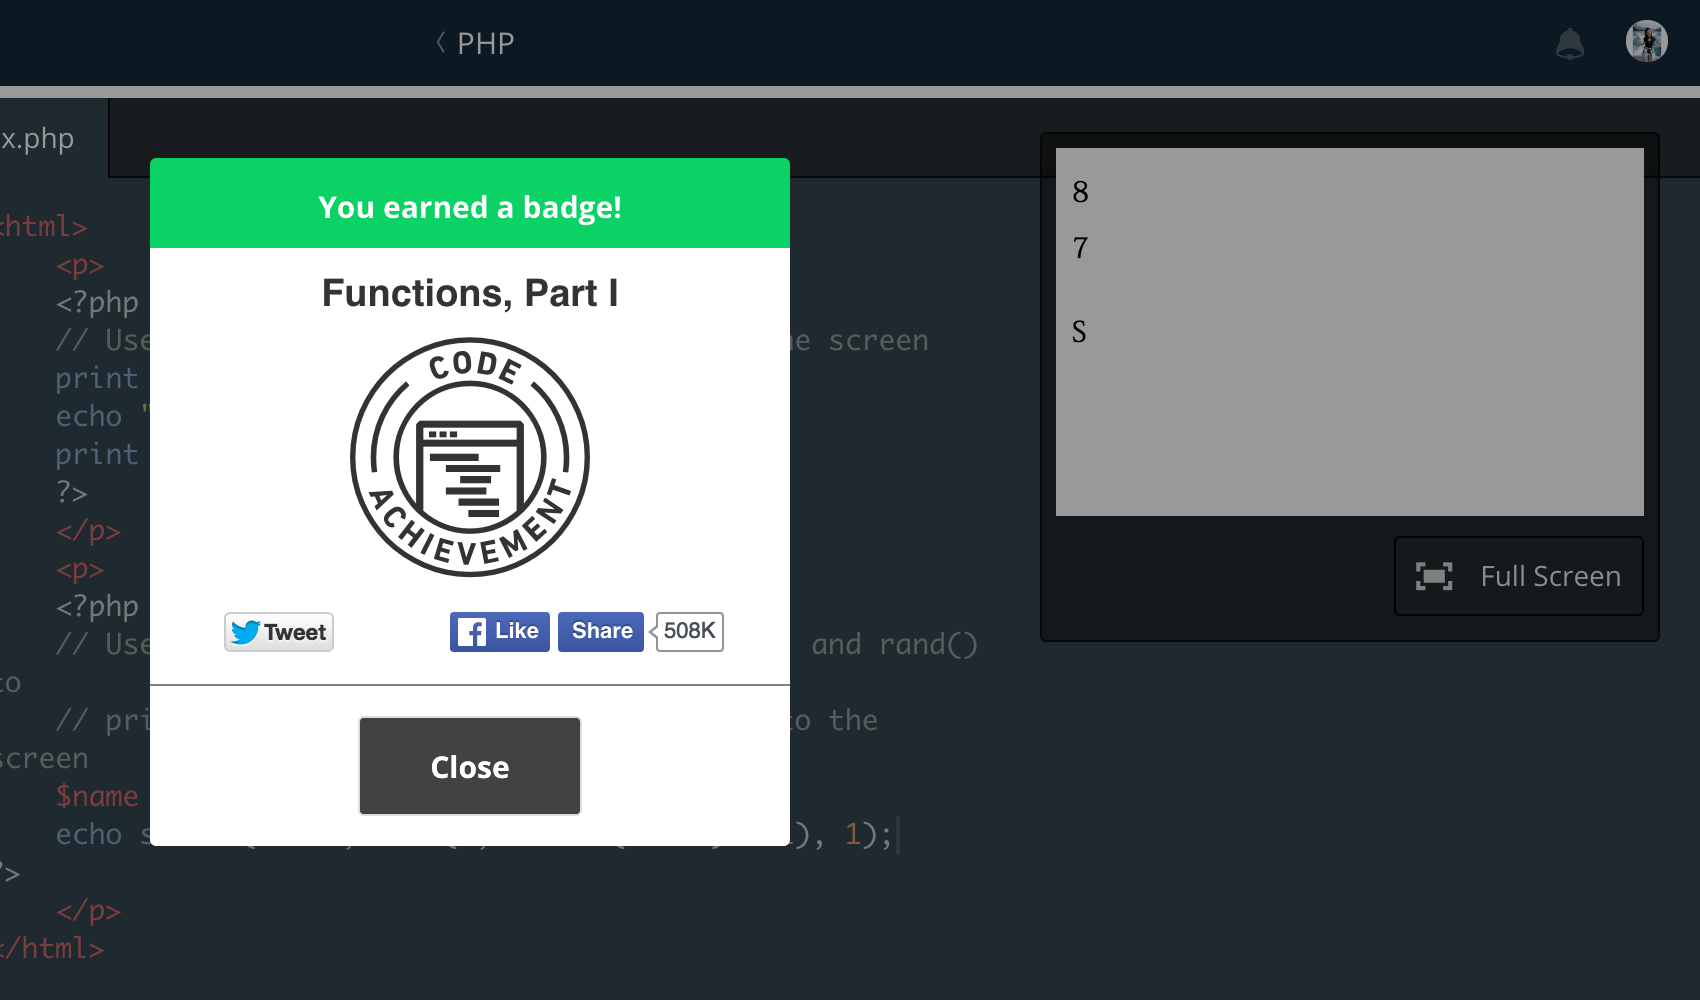 PHP
x.php
You earned a badge!
Functions, Part I
CODE
ACHIEVEMENT
Tweet
Like
Share
508K
Close
<html>
<p>
<?php
// Use
screen
print
echo "
print
?>
</p>
<p>
<?php
// Use
and rand()
// pri
the
screen
$name
echo
), 1);
>
</p>
</html>
8
7
S
Full Screen